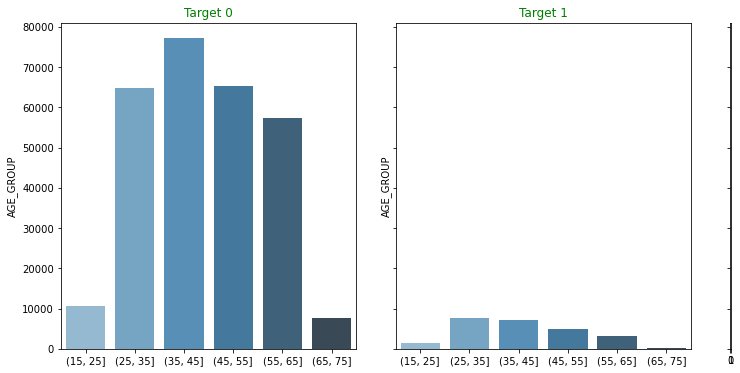 Target 0
Target 1
80000
70000
60000
50000
40000
30000
20000
10000
0
AGE_GROUP
AGE_GROUP
(15, 25] (25, 35] (35, 45] (45, 55] (55, 65] (65, 75]
(15, 25] (25, 35] (35, 45] (45, 55] (55, 65] (65, 75]